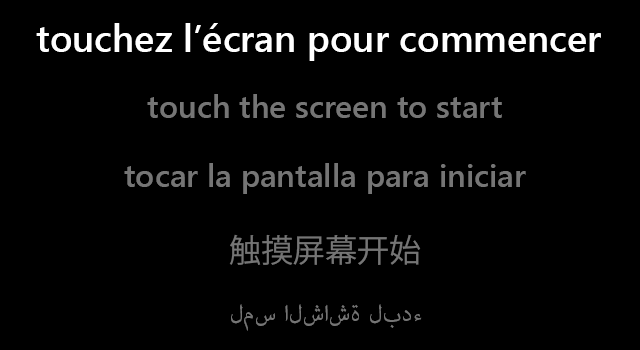 touchez l’écran pour commencer
touch the screen to start
tocar la pantalla para iniciar
触摸屏幕开始
لمس الشاشة لبدء